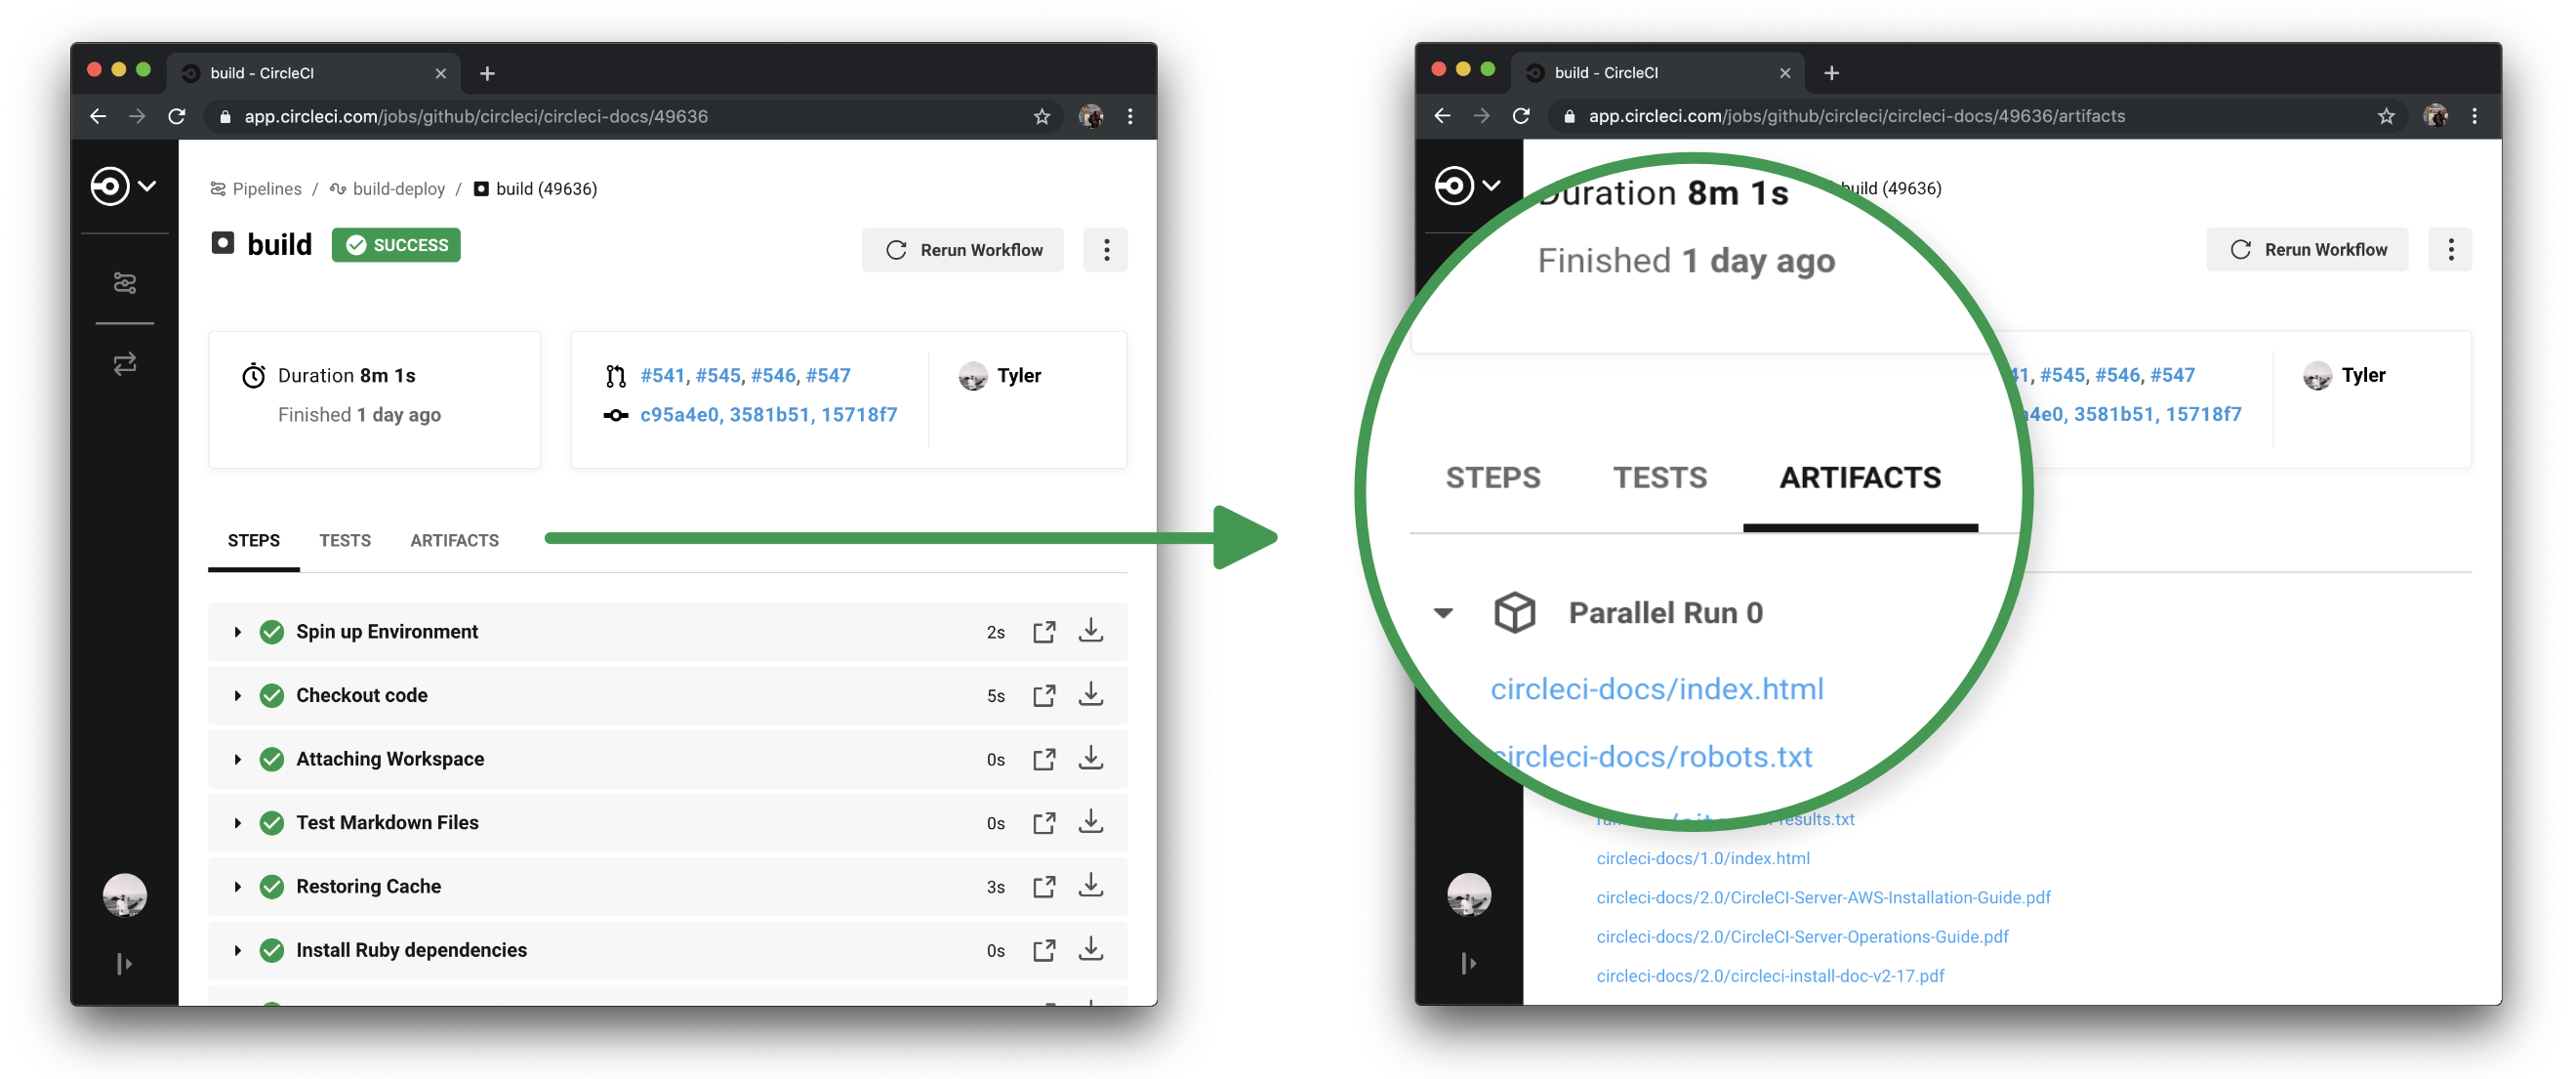 build - CircleCI
app.circleci.com/jobs/github/circleci/circleci-docs/49636
Pipelines / build-deploy / build (49636)
build SUCCESS
Rerun Workflow
Duration 8m 1s
Finished 1 day ago
#541, #545, #546, #547
c95a4e0, 3581b51, 15718f7
Tyler
STEPS TESTS ARTIFACTS
Spin up Environment 2s
Checkout code 5s
Attaching Workspace 0s
Test Markdown Files 0s
Restoring Cache 3s
Install Ruby dependencies 0s
build - CircleCI
app.circleci.com/jobs/github/circleci/circleci-docs/49636/artifacts
build (49636)
Rerun Workflow
Duration 8m 1s
Finished 1 day ago
41, #545, #546, #547
a4e0, 3581b51, 15718f7
Tyler
STEPS TESTS ARTIFACTS
Parallel Run 0
circleci-docs/index.html
circleci-docs/robots.txt
results.txt
circleci-docs/1.0/index.html
circleci-docs/2.0/CircleCI-Server-AWS-Installation-Guide.pdf
circleci-docs/2.0/CircleCI-Server-Operations-Guide.pdf
circleci-docs/2.0/circleci-install-doc-v2-17.pdf